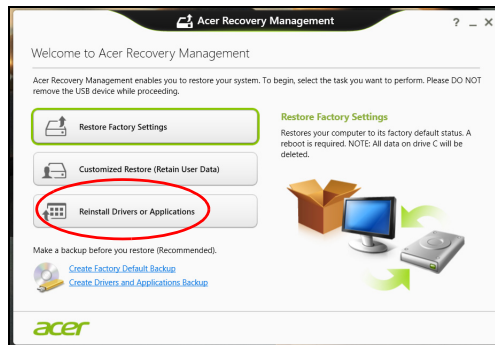 Acer Recovery Management
Welcome to Acer Recovery Management
Acer Recovery Management enables you to restore your system. To begin, select the task you want to perform. Please DO NOT
remove the USB device while proceeding.
Restore Factory Settings
Customized Restore (Retain User Data)
Reinstall Drivers or Applications
Make a backup before you restore (Recommended).
Create Factory Default Backup
Create Drivers and Applications Backup
Restore Factory Settings
Restores your computer to its factory default status. A
reboot is required. NOTE: All data on drive C will be
deleted.
acer